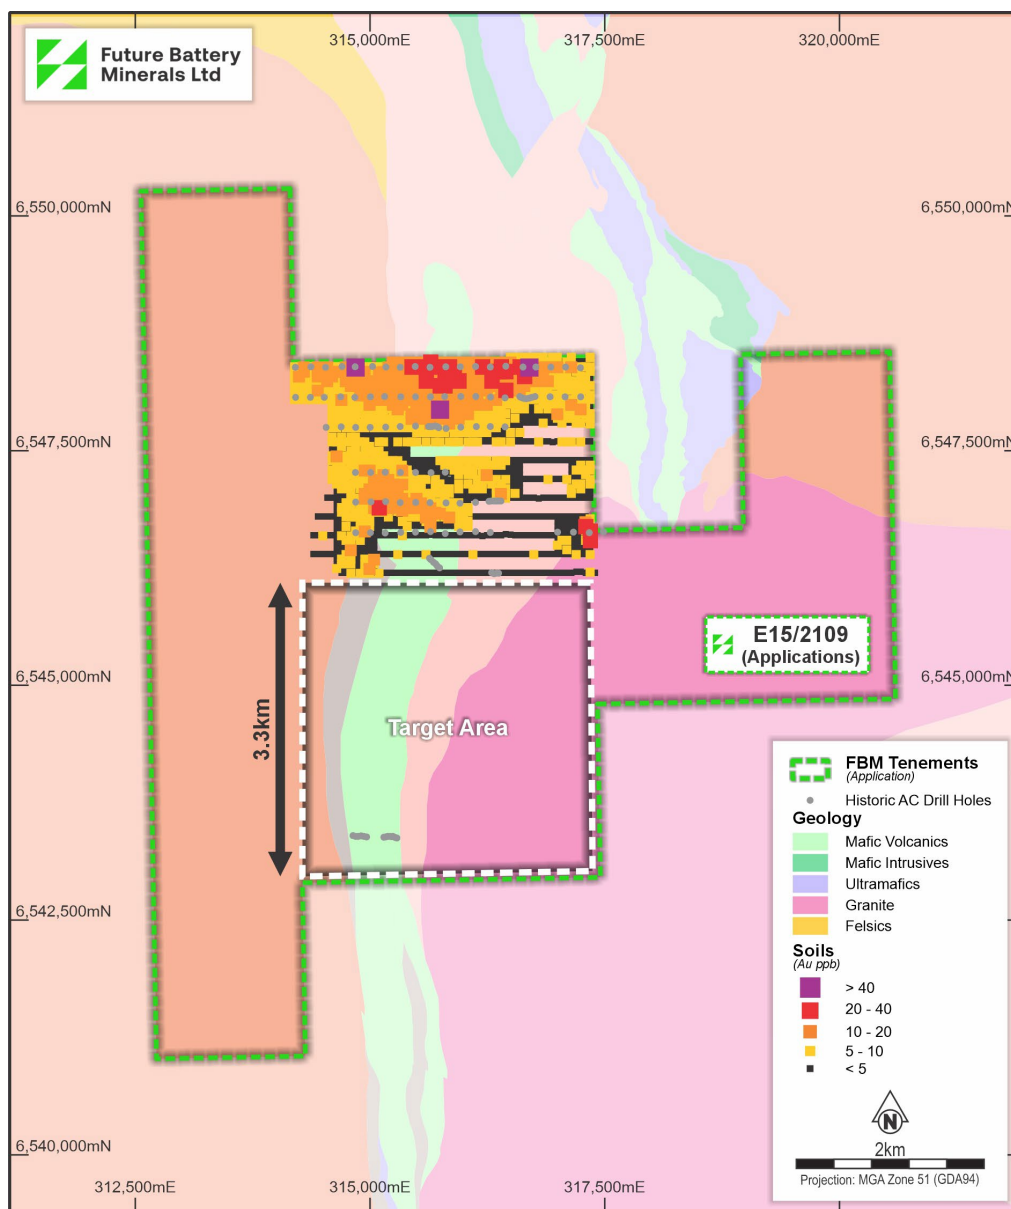 315,000mE
317,500mE
320,000mE
Future Battery
Minerals Ltd
6,550,000mN
6,550,000mN
6,547,500mN
6,547,500mN
E15/2109
(Applications)
6,545,000mN
6,545,000mN
3.3km
Target Area
FBM Tenements
(Application)
Historic AC Drill Holes
Geology
Mafic Volcanics
Mafic Intrusives
Ultramafics
Granite
Felsics
6,542,500mN
Soils
(Au ppb)
> 40
20 - 40
10 - 20
5 - 10
< 5
N
2km
Projection: MGA Zone 51 (GDA94)
6,540,000mN
312,500mE
315,000mE
317,500mE